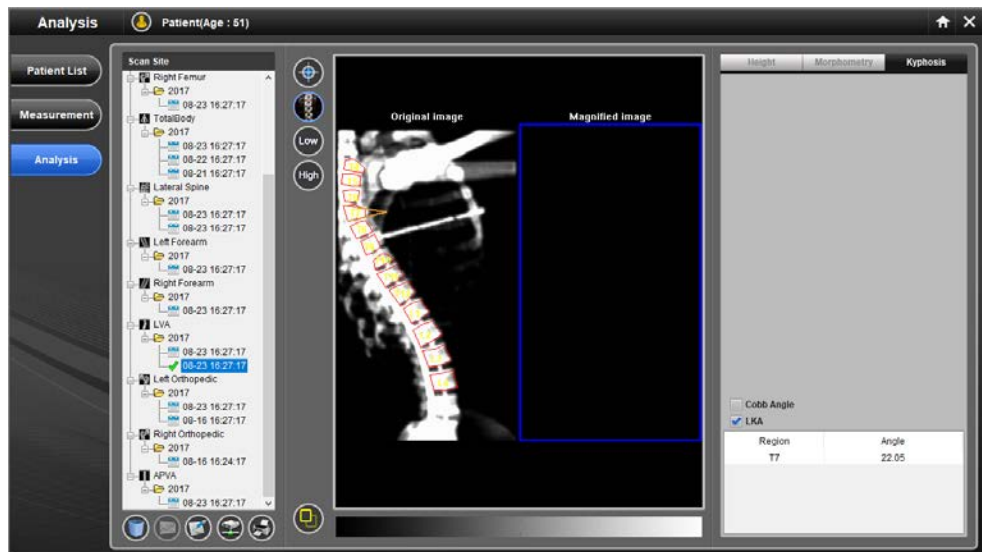 Analysis
Patient(Age : 51)
Patient List
Measurement
Analysis
Scan Site
Right Femur
2017
08-23 16:27:17
TotalBody
2017
08-23 16:27:17
08-22 16:27:17
08-21 16:27:17
Lateral Spine
2017
08-23 16:27:17
08-23 16:27:17
Left Forearm
2017
08-23 16:27:17
Right Forearm
2017
08-23 16:27:17
LVA
2017
08-23 16:27:17
08-23 16:27:17
Left Orthopedic
2017
08-23 16:27:17
08-16 16:27:17
Right Orthopedic
2017
08-16 16:24:17
APVA
2017
08-23 16:27:17
Low
High
Original image
Magnified image
Height Morphometry Kyphosis
Cobb Angle
LKA
Region Angle
T7 22.05